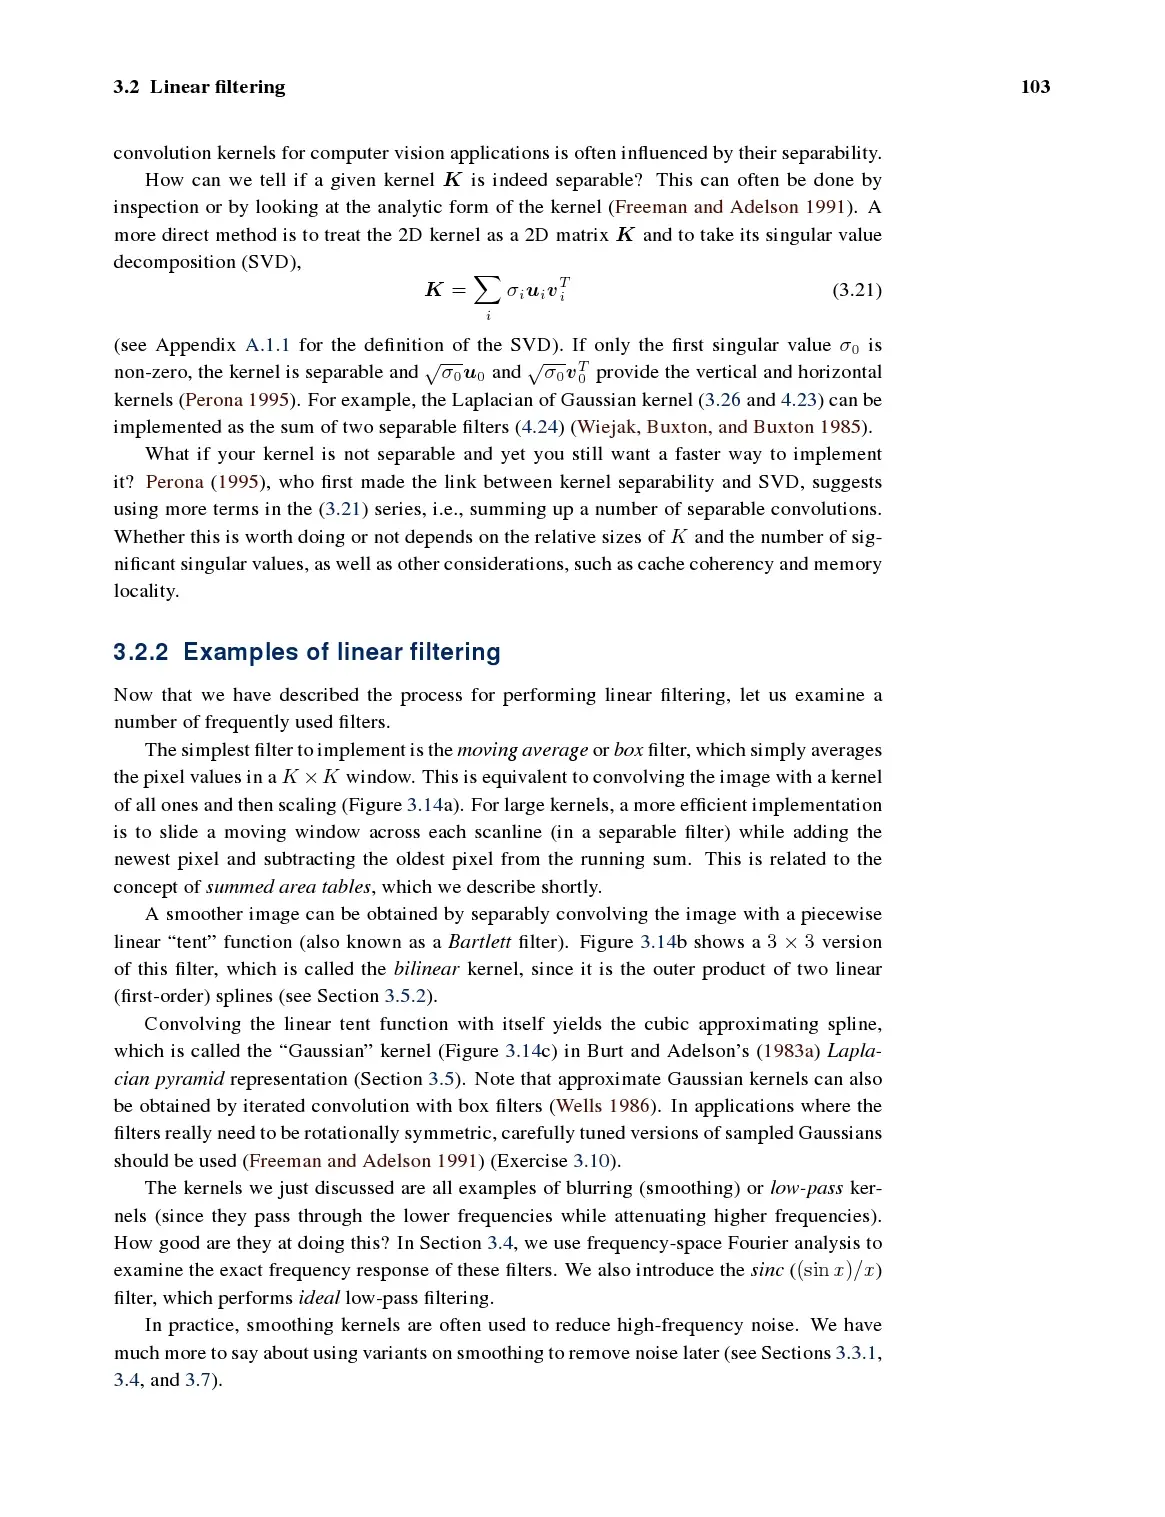 3.2 Linear filtering 103
convolution kernels for computer vision applications is often influenced by their separability.
How can we tell if a given kernel K is indeed separable? This can often be done by
inspection or by looking at the analytic form of the kernel (Freeman and Adelson 1991). A
more direct method is to treat the 2D kernel as a 2D matrix K and to take its singular value
decomposition (SVD),
K = ∑_i σ_i u_i v_i^T (3.21)
(see Appendix A.1.1 for the definition of the SVD). If only the first singular value σ_0 is
non-zero, the kernel is separable and √σ_0 u_0 and √σ_0 v_0^T provide the vertical and horizontal
kernels (Perona 1995). For example, the Laplacian of Gaussian kernel (3.26 and 4.23) can be
implemented as the sum of two separable filters (4.24) (Wiejak, Buxton, and Buxton 1985).
What if your kernel is not separable and yet you still want a faster way to implement
it? Perona (1995), who first made the link between kernel separability and SVD, suggests
using more terms in the (3.21) series, i.e., summing up a number of separable convolutions.
Whether this is worth doing or not depends on the relative sizes of K and the number of sig-
nificant singular values, as well as other considerations, such as cache coherency and memory
locality.
3.2.2 Examples of linear filtering
Now that we have described the process for performing linear filtering, let us examine a
number of frequently used filters.
The simplest filter to implement is the moving average or box filter, which simply averages
the pixel values in a K × K window. This is equivalent to convolving the image with a kernel
of all ones and then scaling (Figure 3.14a). For large kernels, a more efficient implementation
is to slide a moving window across each scanline (in a separable filter) while adding the
newest pixel and subtracting the oldest pixel from the running sum. This is related to the
concept of summed area tables, which we describe shortly.
A smoother image can be obtained by separably convolving the image with a piecewise
linear “tent” function (also known as a Bartlett filter). Figure 3.14b shows a 3 × 3 version
of this filter, which is called the bilinear kernel, since it is the outer product of two linear
(first-order) splines (see Section 3.5.2).
Convolving the linear tent function with itself yields the cubic approximating spline,
which is called the “Gaussian” kernel (Figure 3.14c) in Burt and Adelson’s (1983a) Lapla-
cian pyramid representation (Section 3.5). Note that approximate Gaussian kernels can also
be obtained by iterated convolution with box filters (Wells 1986). In applications where the
filters really need to be rotationally symmetric, carefully tuned versions of sampled Gaussians
should be used (Freeman and Adelson 1991) (Exercise 3.10).
The kernels we just discussed are all examples of blurring (smoothing) or low-pass ker-
nels (since they pass through the lower frequencies while attenuating higher frequencies).
How good are they at doing this? In Section 3.4, we use frequency-space Fourier analysis to
examine the exact frequency response of these filters. We also introduce the sinc ((sin x)/x)
filter, which performs ideal low-pass filtering.
In practice, smoothing kernels are often used to reduce high-frequency noise. We have
much more to say about using variants on smoothing to remove noise later (see Sections 3.3.1,
3.4, and 3.7).